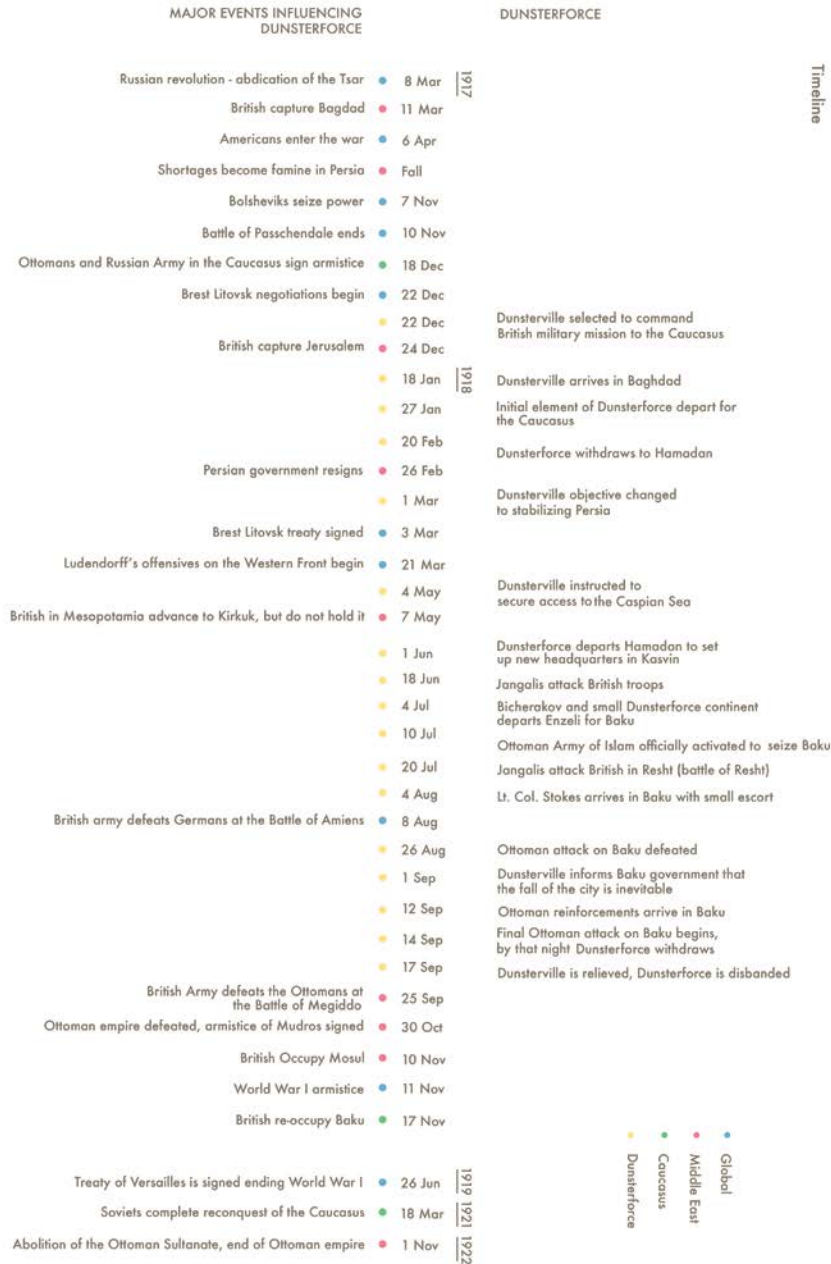 Timeline
MAJOR EVENTS INFLUENCING
DUNSTERFORCE
DUNSTERFORCE
1917
Russian revolution - abdication of the Tsar 8 Mar
British capture Bagdad 11 Mar
Americans enter the war 6 Apr
Shortages become famine in Persia Fall
Bolsheviks seize power 7 Nov
Battle of Passchendale ends 10 Nov
Ottomans and Russian Army in the Caucasus sign armistice 18 Dec
Brest Litovsk negotiations begin 22 Dec
22 Dec Dunsterville selected to command
British military mission to the Caucasus
British capture Jerusalem 24 Dec
1918
18 Jan Dunsterville arrives in Baghdad
27 Jan Initial element of Dunsterforce depart for
the Caucasus
20 Feb Dunsterforce withdraws to Hamadan
Persian government resigns 26 Feb
1 Mar Dunsterville objective changed
to stabilizing Persia
Brest Litovsk treaty signed 3 Mar
Ludendorff's offensives on the Western Front begin 21 Mar
4 May Dunsterville instructed to
secure access to the Caspian Sea
British in Mesopotamia advance to Kirkuk, but do not hold it 7 May
1 Jun Dunsterforce departs Hamadan to set
up new headquarters in Kasvin
18 Jun Jangalis attack British troops
4 Jul Bicherakov and small Dunsterforce continent
departs Enzeli for Baku
10 Jul Ottoman Army of Islam officially activated to seize Baku
20 Jul Jangalis attack British in Resht (battle of Resht)
4 Aug Lt. Col. Stokes arrives in Baku with small escort
British army defeats Germans at the Battle of Amiens 8 Aug
26 Aug Ottoman attack on Baku defeated
1 Sep Dunsterville informs Baku government that
the fall of the city is inevitable
12 Sep Ottoman reinforcements arrive in Baku
14 Sep Final Ottoman attack on Baku begins,
by that night Dunsterforce withdraws
17 Sep Dunsterville is relieved, Dunsterforce is disbanded
British Army defeats the Ottomans at
the Battle of Megiddo 25 Sep
Ottoman empire defeated, armistice of Mudros signed 30 Oct
British Occupy Mosul 10 Nov
World War I armistice 11 Nov
British re-occupy Baku 17 Nov
Treaty of Versailles is signed ending World War I 26 Jun 1919
Soviets complete reconquest of the Caucasus 18 Mar 1921
Abolition of the Ottoman Sultanate, end of Ottoman empire 1 Nov 1922
Global
Middle East
Caucasus
Dunsterforce